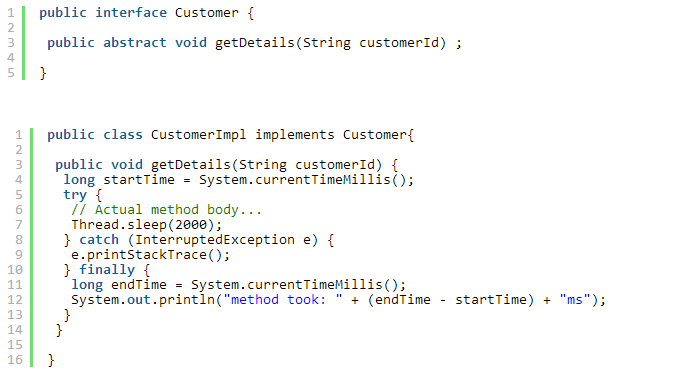 1 public interface Customer {
2
3  public abstract void getDetails(String customerId) ;
4
5 }
1 public class CustomerImpl implements Customer{
2
3  public void getDetails(String customerId) {
4   long startTime = System.currentTimeMillis();
5   try {
6    // Actual method body...
7    Thread.sleep(2000);
8   } catch (InterruptedException e) {
9    e.printStackTrace();
10   } finally {
11    long endTime = System.currentTimeMillis();
12    System.out.println("method took: " + (endTime - startTime) + "ms");
13   }
14  }
15
16 }